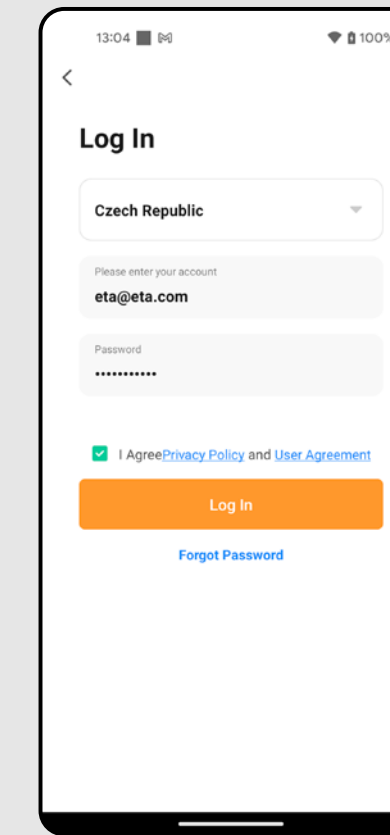 13:04 100%
Log In
Czech Republic
Please enter your account
eta@eta.com
Password
•••••••••••
I AgreePrivacy Policy and User Agreement
Log In
Forgot Password